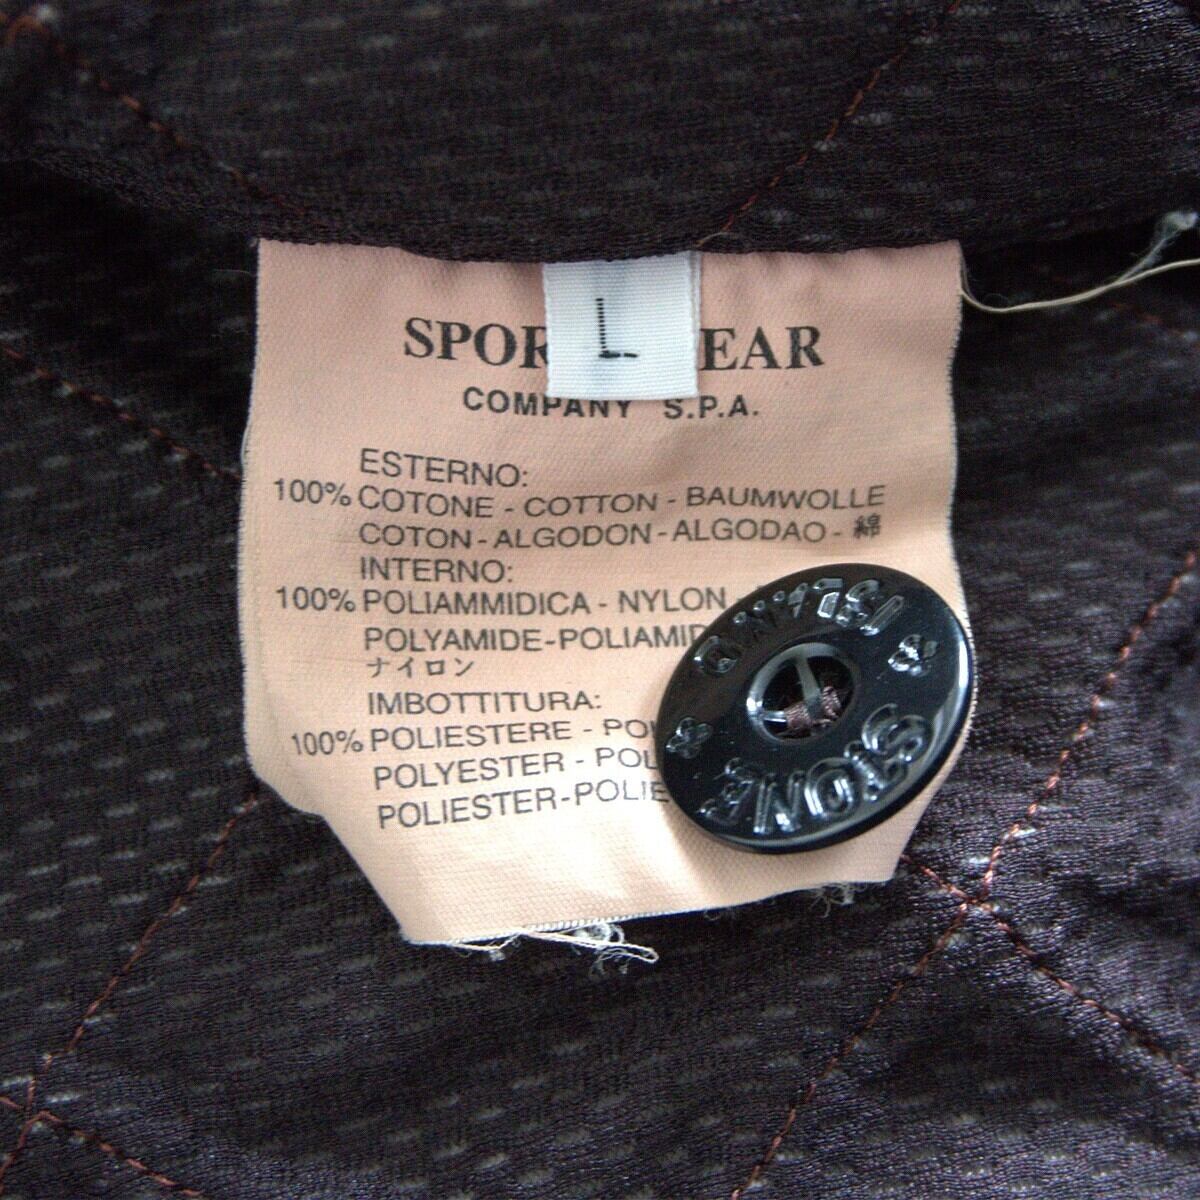 L
SPOR EAR
COMPANY S.P.A.
ESTERNO:
100% COTONE - COTTON - BAUMWOLLE
COTON - ALGODON - ALGODAO - 綿
INTERNO:
100% POLIAMMIDICA - NYLON
POLYAMIDE-POLIAMID
ナイロン
IMBOTTITURA:
100% POLIESTERE - PO
POLYESTER - POL
POLIESTER-POLIE
STONE
ISLAND